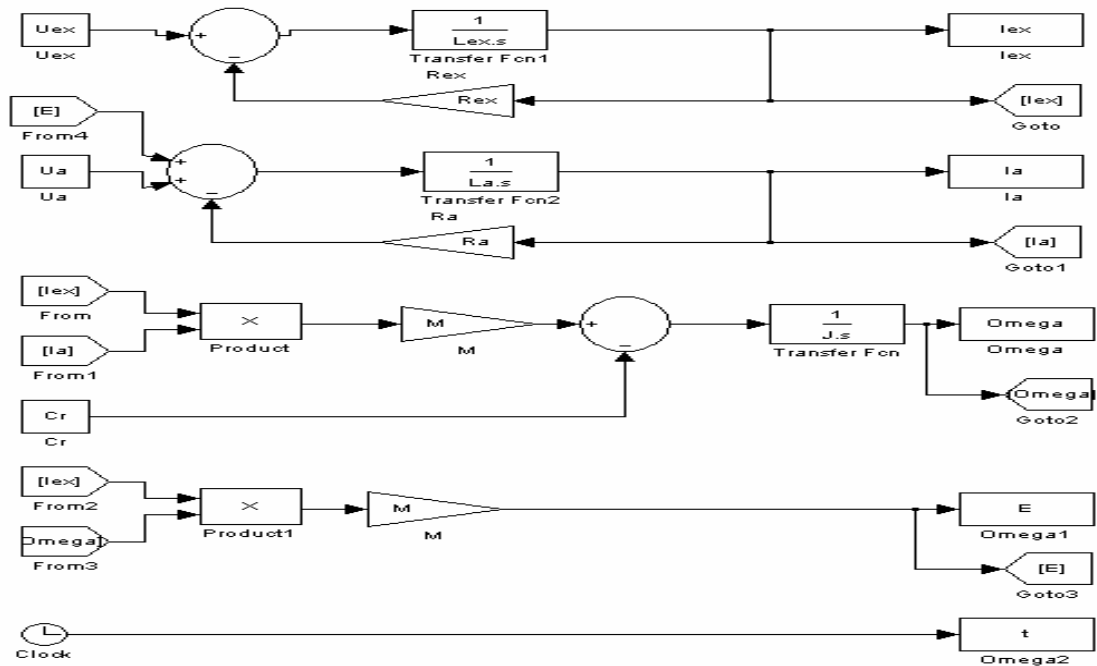 Uex
Uex
+
−
1
Lex.s
Transfer Fcn1
Iex
Iex
Rex
Rex
[Iex]
Goto
[E]
From4
Ua
Ua
+
+
−
1
La.s
Transfer Fcn2
Ia
Ia
Ra
Ra
[Ia]
Goto1
[Iex]
From
[Ia]
From1
×
Product
M
M
+
−
1
J.s
Transfer Fcn
Omega
Omega
[Omega]
Goto2
Cr
Cr
[Iex]
From2
[Omega]
From3
×
Product1
M
M
E
Omega1
[E]
Goto3
Clock
t
Omega2